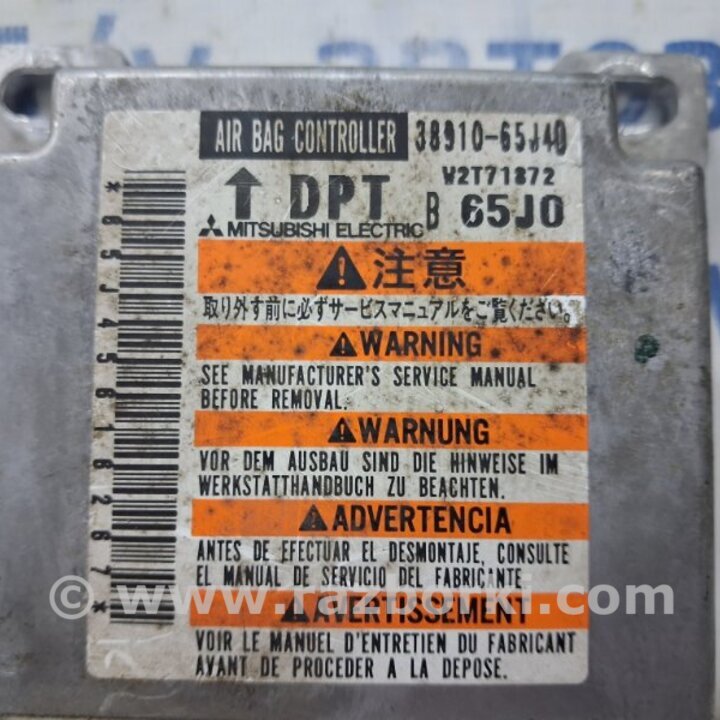 AIR BAG CONTROLLER 38910-65J40
W2T71872
↑ DPT B 65J0
MITSUBISHI ELECTRIC
注意
取り外す前に必ずサービスマニュアルをご覧ください。
WARNING
SEE MANUFACTURER'S SERVICE MANUAL
BEFORE REMOVAL.
WARNUNG
VOR DEM AUSBAU SIND DIE HINWEISE IM
WERKSTATTHANDBUCH ZU BEACHTEN.
ADVERTENCIA
ANTES DE EFECTUAR EL DESMONTAJE, CONSULTE
EL MANUAL DE SERVICIO DEL FABRICANTE
AVERTISSEMENT
VOIR LE MANUEL D'ENTRETIEN DU FABRICANT
AVANT DE PROCEDER A LA DEPOSE.
*65J4561626 7*
© www.razborki.com